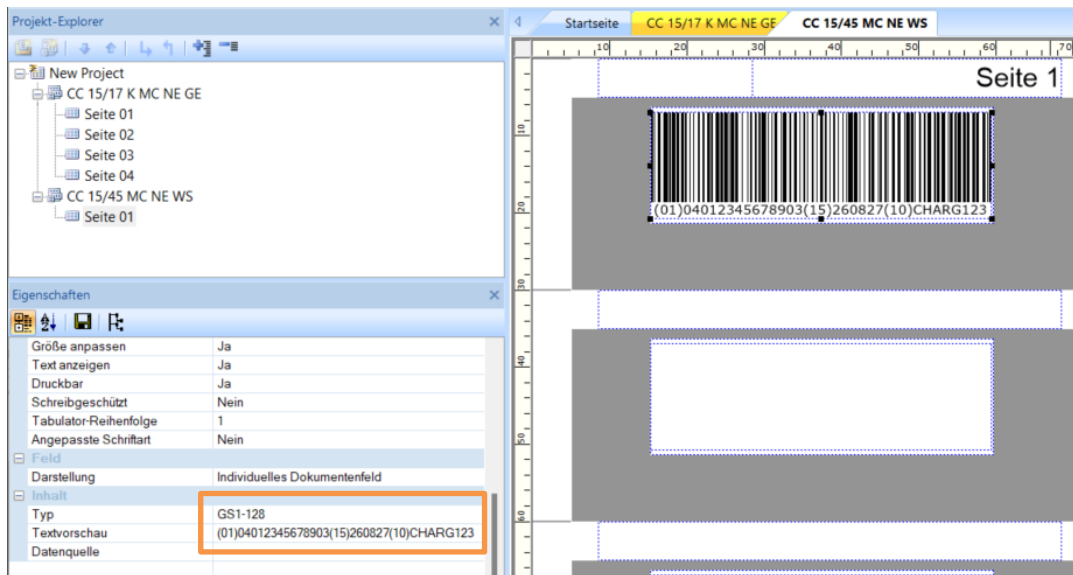 Projekt-Explorer
New Project
CC 15/17 K MC NE GE
Seite 01
Seite 02
Seite 03
Seite 04
CC 15/45 MC NE WS
Seite 01
Eigenschaften
Größe anpassen Ja
Text anzeigen Ja
Druckbar Ja
Schreibgeschützt Nein
Tabulator-Reihenfolge 1
Angepasste Schriftart Nein
Feld
Darstellung Individuelles Dokumentenfeld
Inhalt
Typ GS1-128
Textvorschau (01)04012345678903(15)260827(10)CHARG123
Datenquelle
Startseite CC 15/17 K MC NE GE CC 15/45 MC NE WS
10 20 30 40 50 60 70
Seite 1
10
(01)04012345678903(15)260827(10)CHARG123
20
30
40
50
60